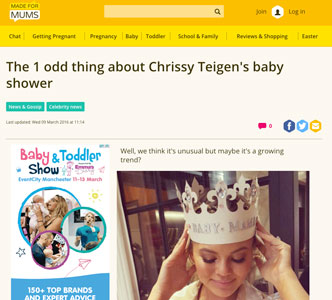 MADE FOR
MUMS
Join
Log in
Chat
Getting Pregnant
Pregnancy
Baby
Toddler
School & Family
Reviews & Shopping
Easter
The 1 odd thing about Chrissy Teigen's baby
shower
News & Gossip
Celebrity news
Last updated: Wed 09 March 2016 at 11:14
0
Baby & Toddler
Show
EventCity Manchester 11-13 March
150+ TOP BRANDS
AND EXPERT ADVICE
Well, we think it's unusual but maybe it's a growing
trend?
BABY MAMA